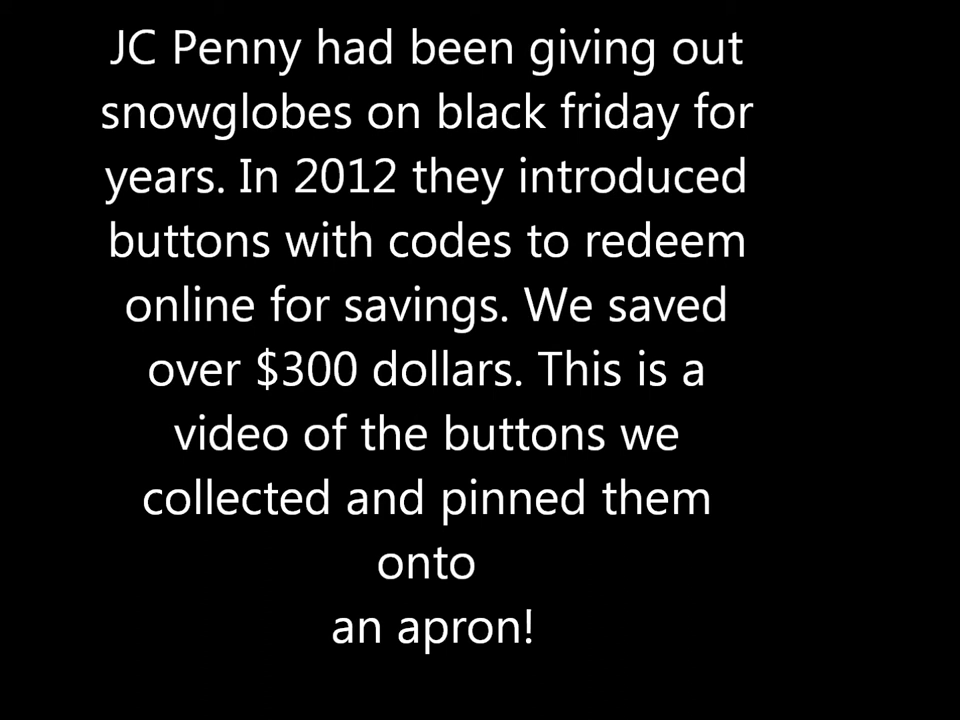 JC Penny had been giving out
snowglobes on black friday for
years. In 2012 they introduced
buttons with codes to redeem
online for savings. We saved
over $300 dollars. This is a
video of the buttons we
collected and pinned them
onto
an apron!